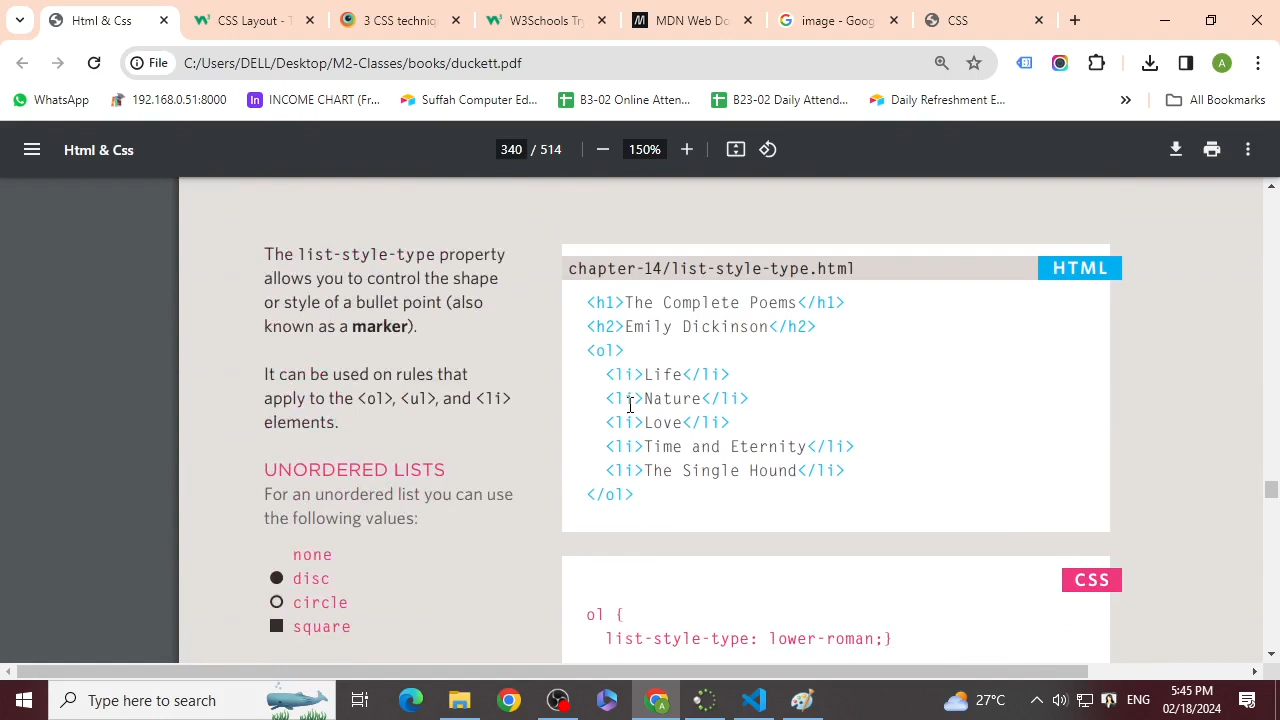 Html & Css
CSS Layout - T
3 CSS techniq
W3Schools Try
MDN Web Do
image - Goog
CSS
File
C:/Users/DELL/Desktop/M2-Classes/books/duckett.pdf
A
WhatsApp
192.168.0.51:8000
In
INCOME CHART (Fr...
Suffah Computer Ed...
B3-02 Online Atten...
B23-02 Daily Attend...
Daily Refreshment E...
All Bookmarks
Html & Css
340 / 514
150%
The list-style-type property
allows you to control the shape
or style of a bullet point (also
known as a marker).
It can be used on rules that
apply to the <ol>, <ul>, and <li>
elements.
UNORDERED LISTS
For an unordered list you can use
the following values:
none
disc
circle
square
chapter-14/list-style-type.html
HTML
<h1>The Complete Poems</h1>
<h2>Emily Dickinson</h2>
<ol>
<li>Life</li>
<li>Nature</li>
<li>Love</li>
<li>Time and Eternity</li>
<li>The Single Hound</li>
</ol>
CSS
ol {
list-style-type: lower-roman;}
Type here to search
27°C
ENG
5:45 PM
02/18/2024